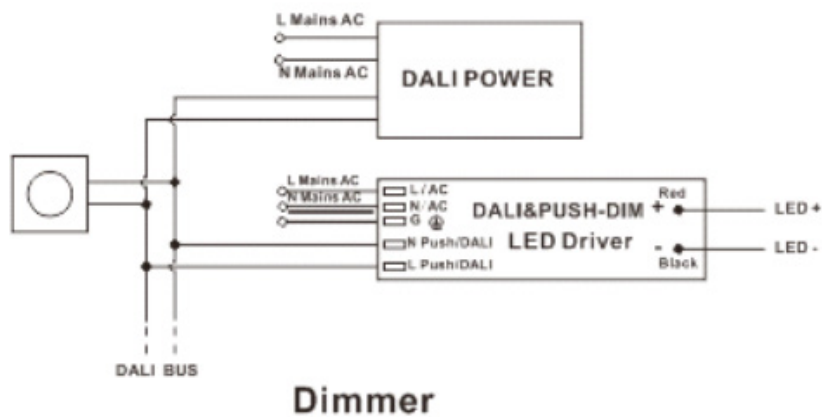 L Mains AC
N Mains AC
DALI POWER
L Mains AC
N Mains AC
L / AC
N/ AC
G
N Push/DALI
L Push/DALI
DALI&PUSH-DIM
LED Driver
Red
+
-
Black
LED +
LED -
DALI BUS
Dimmer